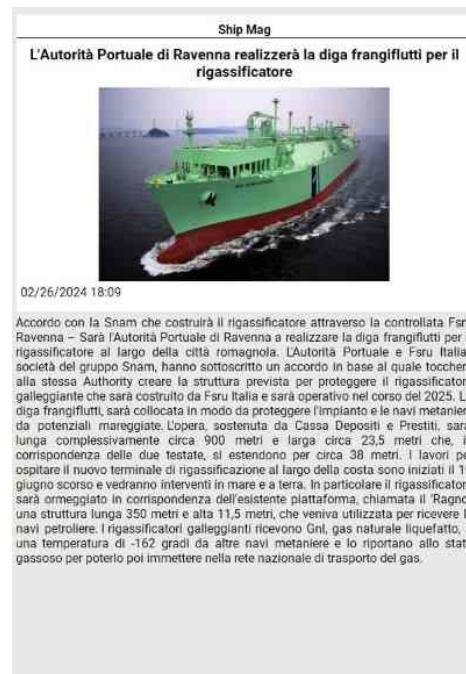 Ship Mag
L'Autorità Portuale di Ravenna realizzerà la diga frangiflutti per il
rigassificatore
02/26/2024 18:09
Accordo con la Snam che costruirà il rigassificatore attraverso la controllata Fsr
Ravenna – Sarà l'Autorità Portuale di Ravenna a realizzare la diga frangiflutti per
rigassificatore al largo della città romagnola. L'Autorità Portuale e Fsru Italia
società del gruppo Snam, hanno sottoscritto un accordo in base al quale toccher
alla stessa Authority creare la struttura prevista per proteggere il rigassificator
galleggiante che sarà costruito da Fsru Italia e sarà operativo nel corso del 2025. L
diga frangiflutti, sarà collocata in modo da proteggere l'impianto e le navi metanier
da potenziali mareggiate. L'opera, sostenuta da Cassa Depositi e Prestiti, sar
lunga complessivamente circa 900 metri e larga circa 23,5 metri che, i
corrispondenza delle due testate, si estendono per circa 38 metri. I lavori pe
ospitare il nuovo terminale di rigassificazione al largo della costa sono iniziati il 1
giugno scorso e vedranno interventi in mare e a terra. In particolare il rigassificator
sarà ormeggiato in corrispondenza dell'esistente piattaforma, chiamata il 'Ragno
una struttura lunga 350 metri e alta 11,5 metri, che veniva utilizzata per ricevere l
navi petroliere. I rigassificatori galleggianti ricevono Gnl, gas naturale liquefatto,
una temperatura di -162 gradi da altre navi metaniere e lo riportano allo stat
gassoso per poterlo poi immettere nella rete nazionale di trasporto del gas.